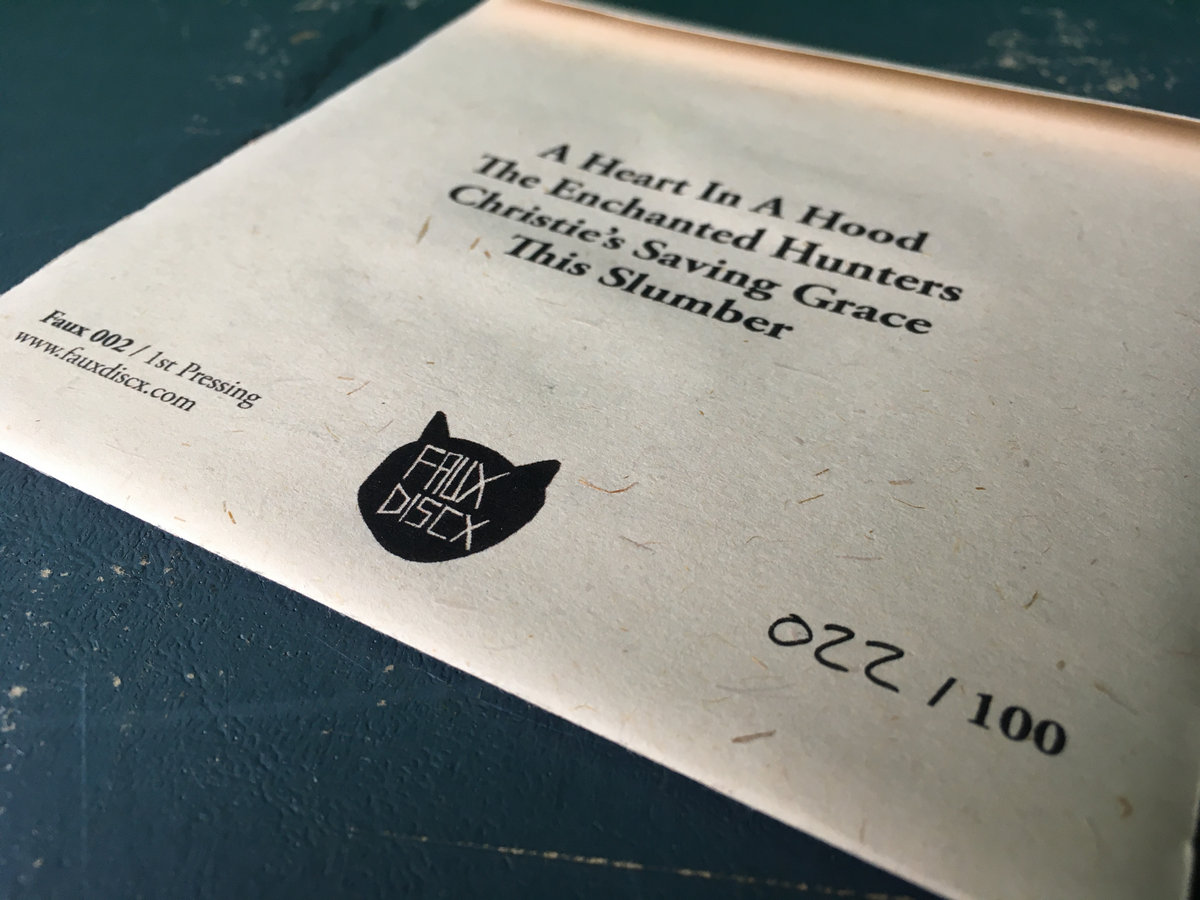 A Heart In A Hood
The Enchanted Hunters
Christie's Saving Grace
This Slumber
Faux 002 / 1st Pressing
www.fauxdiscx.com
FAUX
DISCX
022 / 100